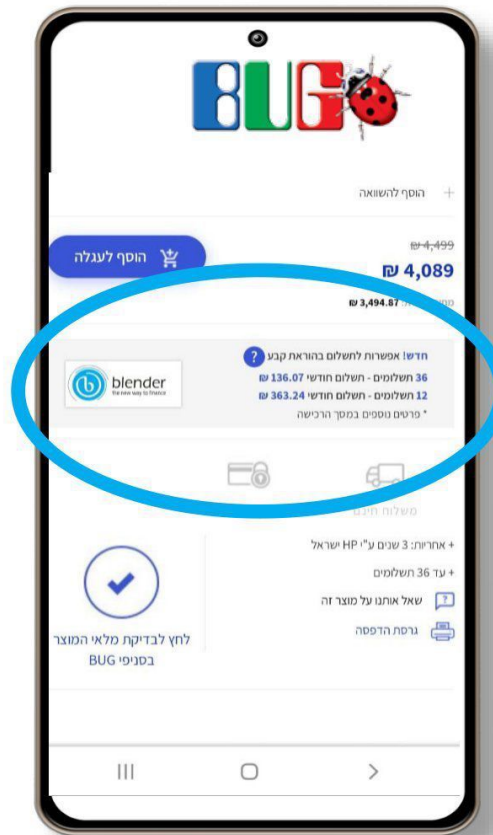 BUG
הוסף להשוואה
₪ 4,499
₪ 4,089
הוסף לעגלה
3,494.87 ₪
חדש! אפשרות לתשלום בהוראת קבע ?
36 תשלומים - תשלום חודשי 136.07 ₪
12 תשלומים - תשלום חודשי 363.24 ₪
* פרטים נוספים במסך הרכישה
b blender
the new way to finance
משלוח חינם
+ אחריות: 3 שנים ע"י HP ישראל
+ עד 36 תשלומים
? שאל אותנו על מוצר זה
גרסת הדפסה
לחץ לבדיקת מלאי המוצר
בסניפי BUG